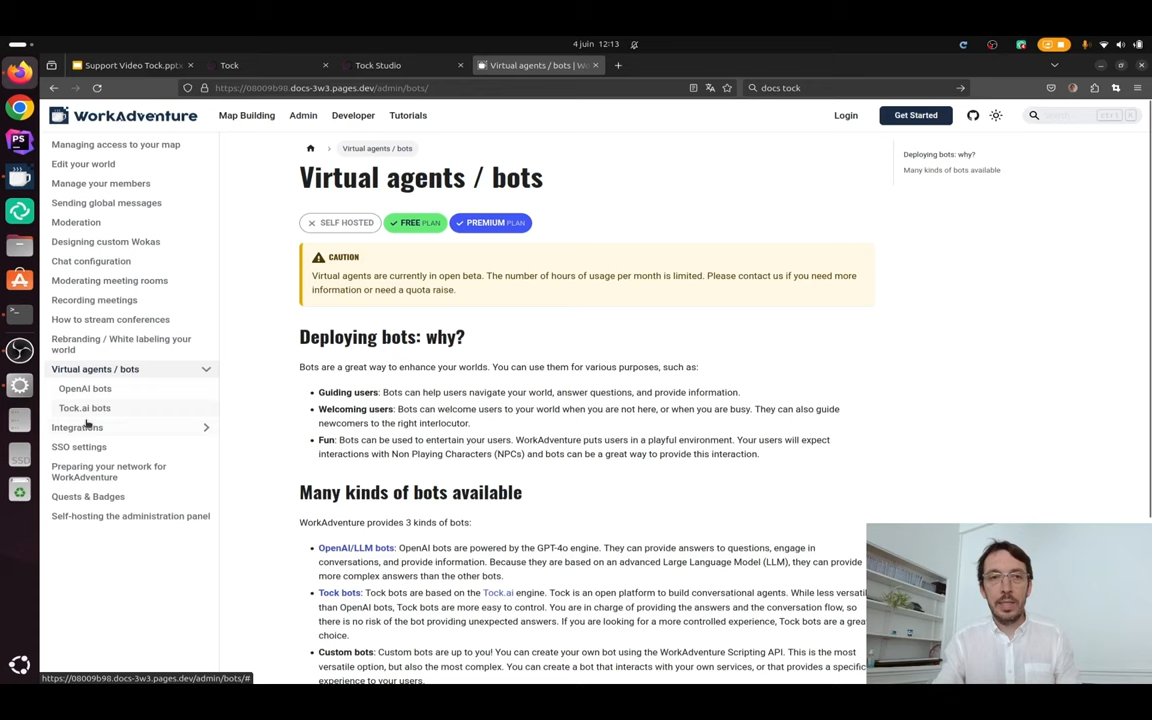 4 juin 12:13
Support Video Tock.pptx
Tock
Tock Studio
Virtual agents / bots | Wo
https://08009b98.docs-3w3.pages.dev/admin/bots/
docs tock
WORKADVENTURE
Map Building
Admin
Developer
Tutorials
Login
Get Started
ctrl
Managing access to your map
Edit your world
Manage your members
Sending global messages
Moderation
Designing custom Wokas
Chat configuration
Moderating meeting rooms
Recording meetings
How to stream conferences
Rebranding / White labeling your
world
Virtual agents / bots
OpenAI bots
Tock.ai bots
Integrations
SSO settings
Preparing your network for
WorkAdventure
Quests & Badges
Self-hosting the administration panel
Virtual agents / bots
Virtual agents / bots
SELF HOSTED
FREE PLAN
PREMIUM PLAN
CAUTION
Virtual agents are currently in open beta. The number of hours of usage per month is limited. Please contact us if you need more
information or need a quota raise.
Deploying bots: why?
Bots are a great way to enhance your worlds. You can use them for various purposes, such as:
Guiding users: Bots can help users navigate your world, answer questions, and provide information.
Welcoming users: Bots can welcome users to your world when you are not here, or when you are busy. They can also guide
newcomers to the right interlocutor.
Fun: Bots can be used to entertain your users. WorkAdventure puts users in a playful environment. Your users will expect
interactions with Non Playing Characters (NPCs) and bots can be a great way to provide this interaction.
Many kinds of bots available
WorkAdventure provides 3 kinds of bots:
OpenAI/LLM bots: OpenAI bots are powered by the GPT-4o engine. They can provide answers to questions, engage in
conversations, and provide information. Because they are based on an advanced Large Language Model (LLM), they can provide
more complex answers than the other bots.
Tock bots: Tock bots are based on the Tock.ai engine. Tock is an open platform to build conversational agents. While less versati
than OpenAI bots, Tock bots are more easy to control. You are in charge of providing the answers and the conversation flow, so
there is no risk of the bot providing unexpected answers. If you are looking for a more controlled experience, Tock bots are a grea
choice.
Custom bots: Custom bots are up to you! You can create your own bot using the WorkAdventure Scripting API. This is the most
versatile option, but also the most complex. You can create a bot that interacts with your own services, or that provides a specific
experience to your users.
Deploying bots: why?
Many kinds of bots available
https://08009b98.docs-3w3.pages.dev/admin/bots/#
PS
SSD